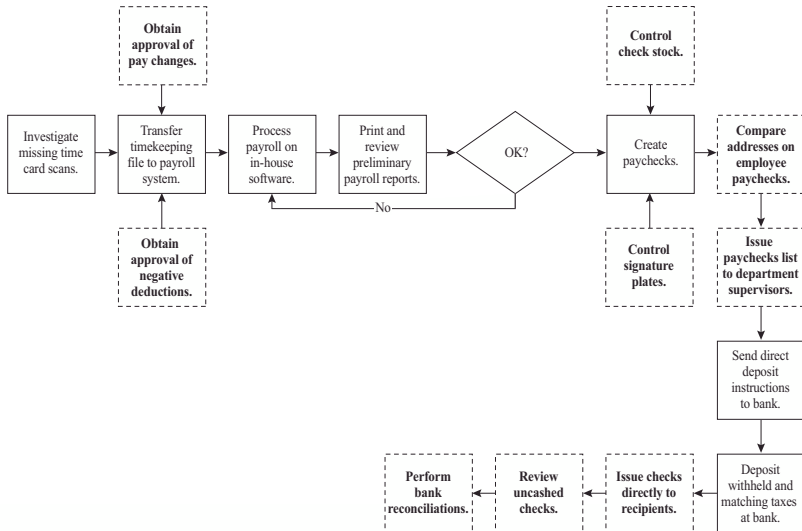 Obtain
approval of
pay changes.
Control
check stock.
Investigate
missing time
card scans.
Transfer
timekeeping
file to payroll
system.
Process
payroll on
in-house
software.
Print and
review
preliminary
payroll reports.
OK?
Create
paychecks.
Compare
addresses on
employee
paychecks.
No
Obtain
approval of
negative
deductions.
Control
signature
plates.
Issue
paychecks list
to department
supervisors.
Send direct
deposit
instructions
to bank.
Perform
bank
reconciliations.
Review
uncashed
checks.
Issue checks
directly to
recipients.
Deposit
withheld and
matching taxes
at bank.